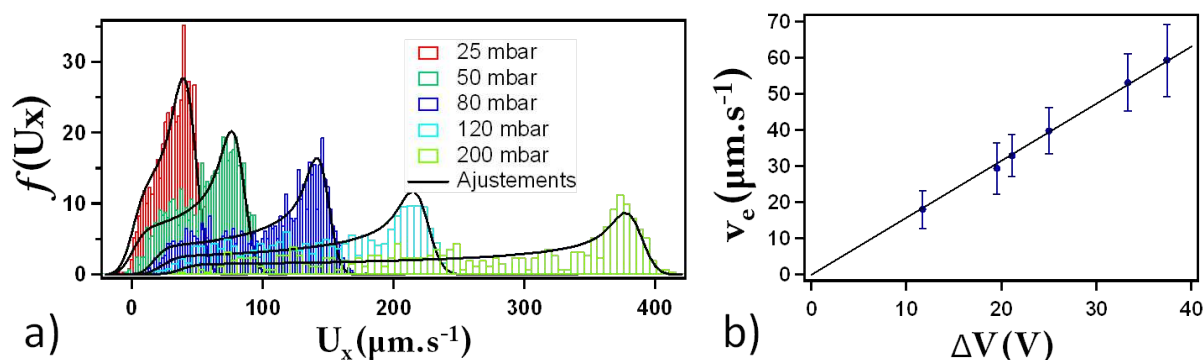 30
20
10
0
f(Ux)
25 mbar
50 mbar
80 mbar
120 mbar
200 mbar
Ajustements
0 100 200 300 400
a)
Uₓ (µm.s⁻¹)
70
60
50
40
30
20
10
0
vₑ (µm.s⁻¹)
0 10 20 30 40
b)
ΔV (V)